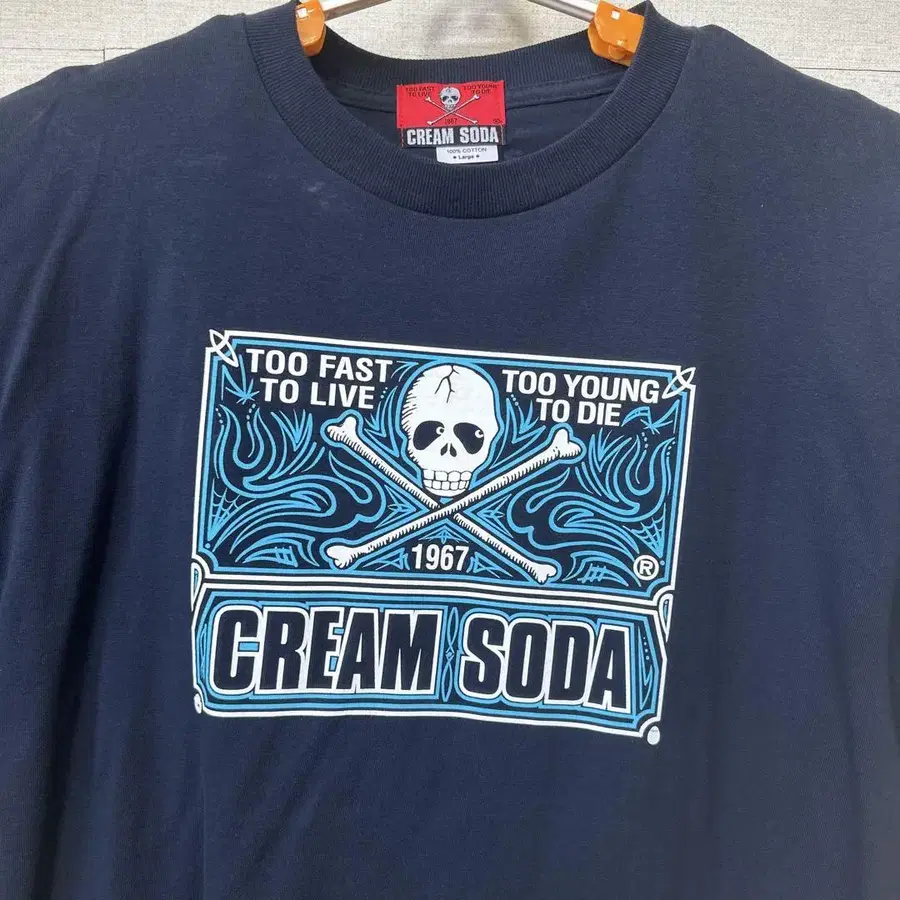 TOO FAST
TO LIVE
TOO YOUNG
TO DIE
1967
CREAM SODA
100% COTTON
• Large •
TOO FAST
TO LIVE
TOO YOUNG
TO DIE
1967
®
CREAM SODA